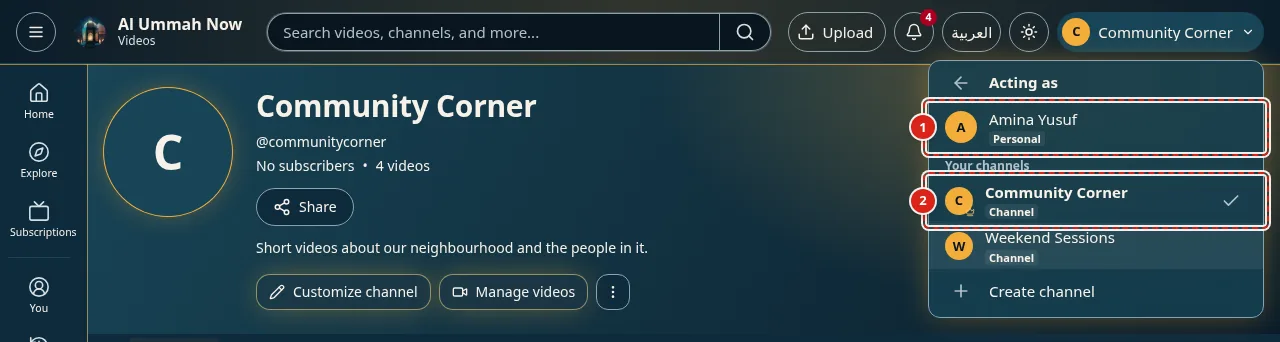 AI Ummah Now
Videos
Search videos, channels, and more...
Upload
4
العربية
C
Community Corner
Home
Explore
Subscriptions
You
C
Community Corner
@communitycorner
No subscribers • 4 videos
Share
Short videos about our neighbourhood and the people in it.
Customize channel
Manage videos
Acting as
1
A
Amina Yusuf
Personal
Your channels
2
C
Community Corner
Channel
W
Weekend Sessions
Channel
Create channel